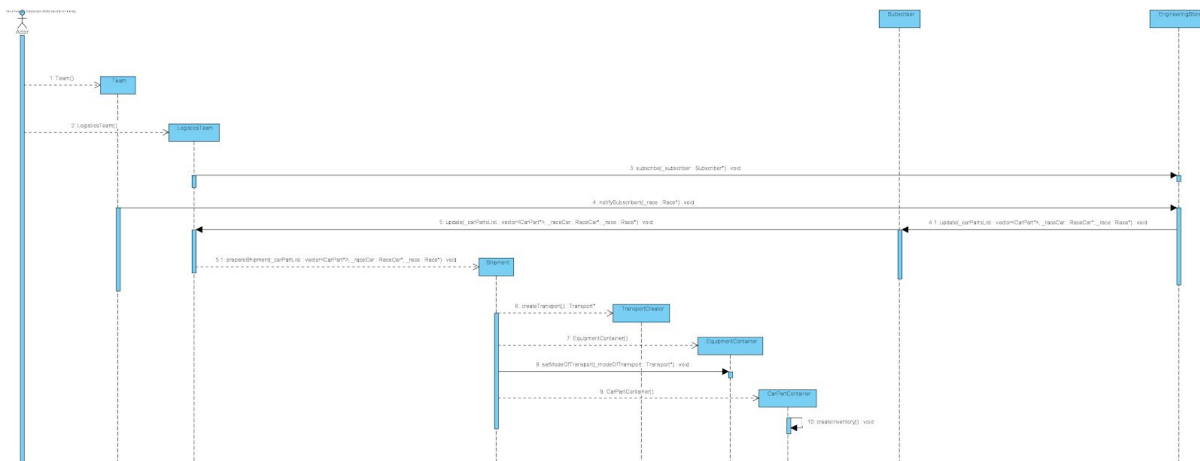 Actor
Subscriber
EngineeringStore
1: Team()
Team
2: LogisticsTeam()
LogisticsTeam
3: subscribe(_subscriber : Subscriber*) : void
4: notifySubscribers(_race : Race*) : void
5: update(_carPartsList : vector<CarPart*>, _raceCar : RaceCar*, _race : Race*) : void
4.1: update(_carPartsList : vector<CarPart*>, _raceCar : RaceCar*, _race : Race*) : void
5.1: prepareShipment(_carPartList : vector<CarPart*>, _raceCar : RaceCar*, _race : Race*) : void
Shipment
6: createTransport() : Transport*
TransportCreator
7: EquipmentContainer()
EquipmentContainer
8: setModeOfTransport(_modeOfTransport : Transport*) : void
9: CarPartContainer()
CarPartContainer
10: createInventory() : void